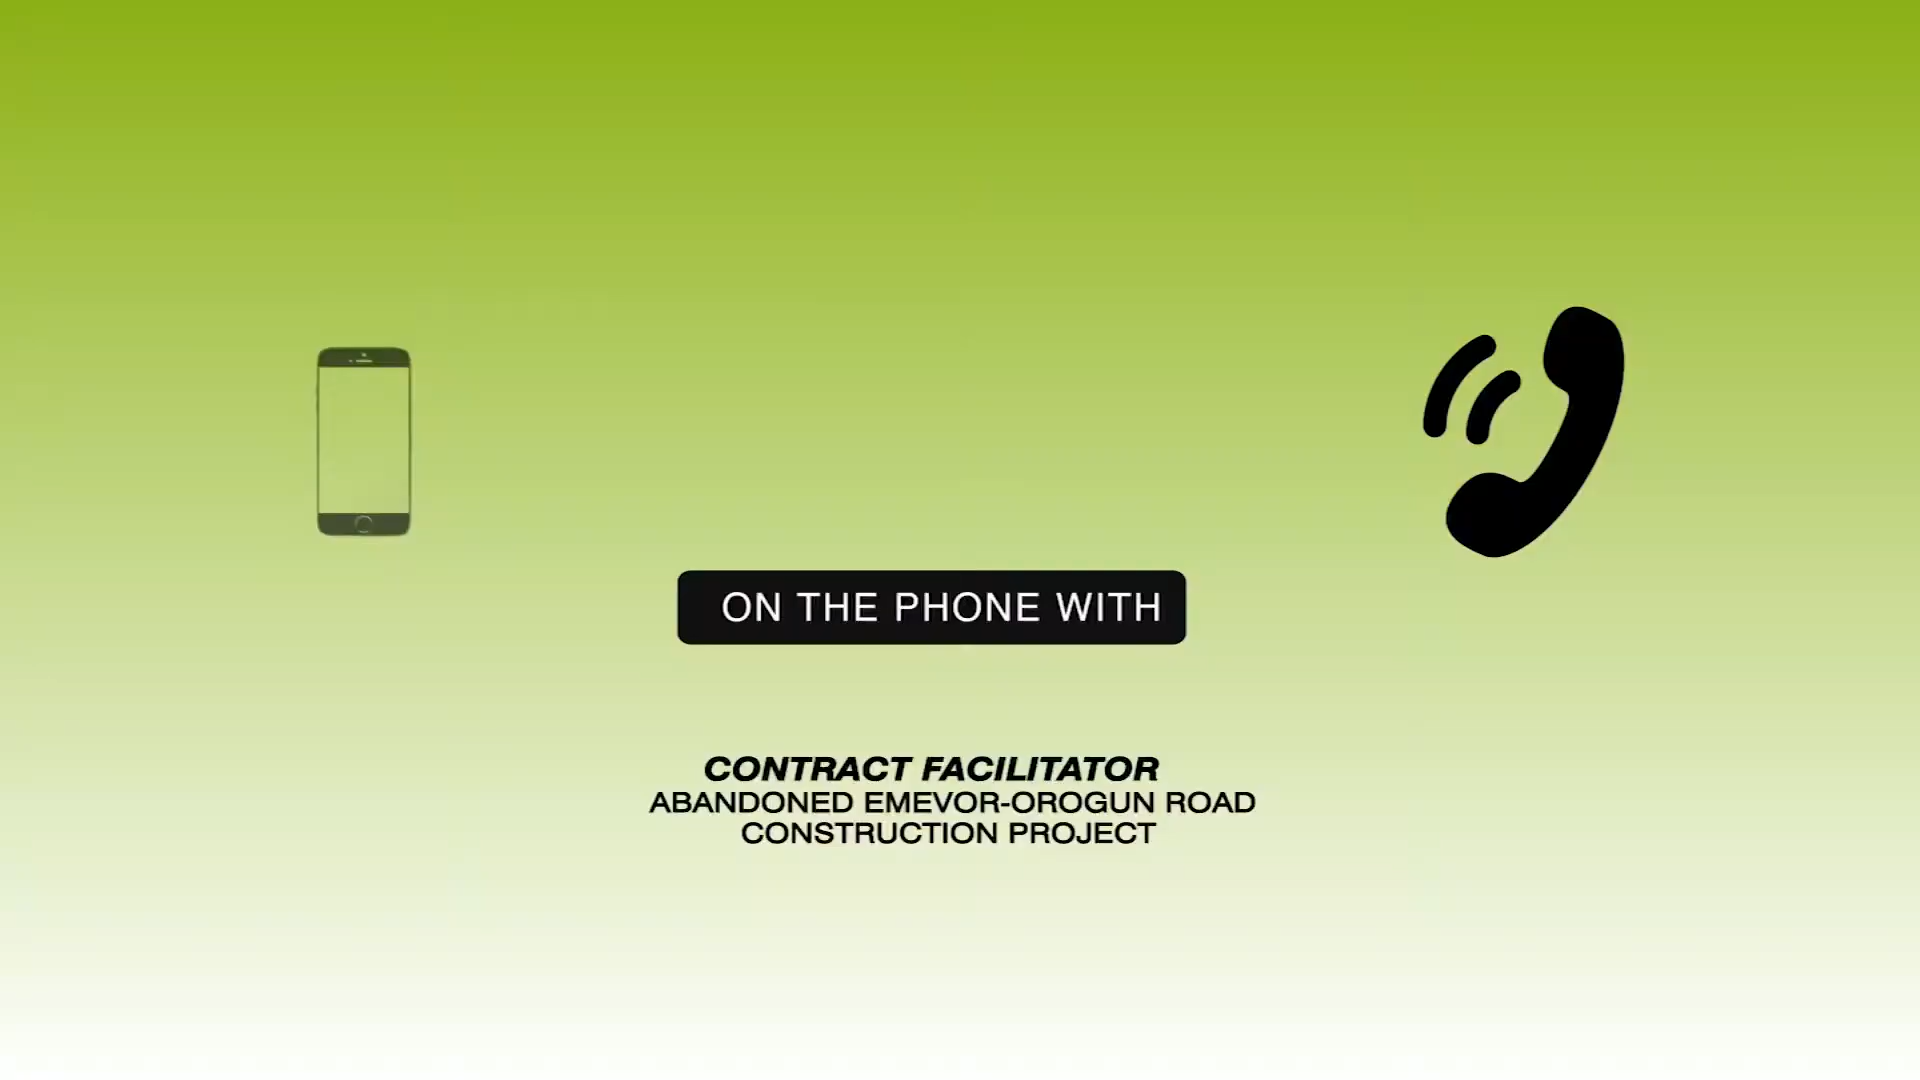 ON THE PHONE WITH
CONTRACT FACILITATOR
ABANDONED EMEVOR-OROGUN ROAD
CONSTRUCTION PROJECT